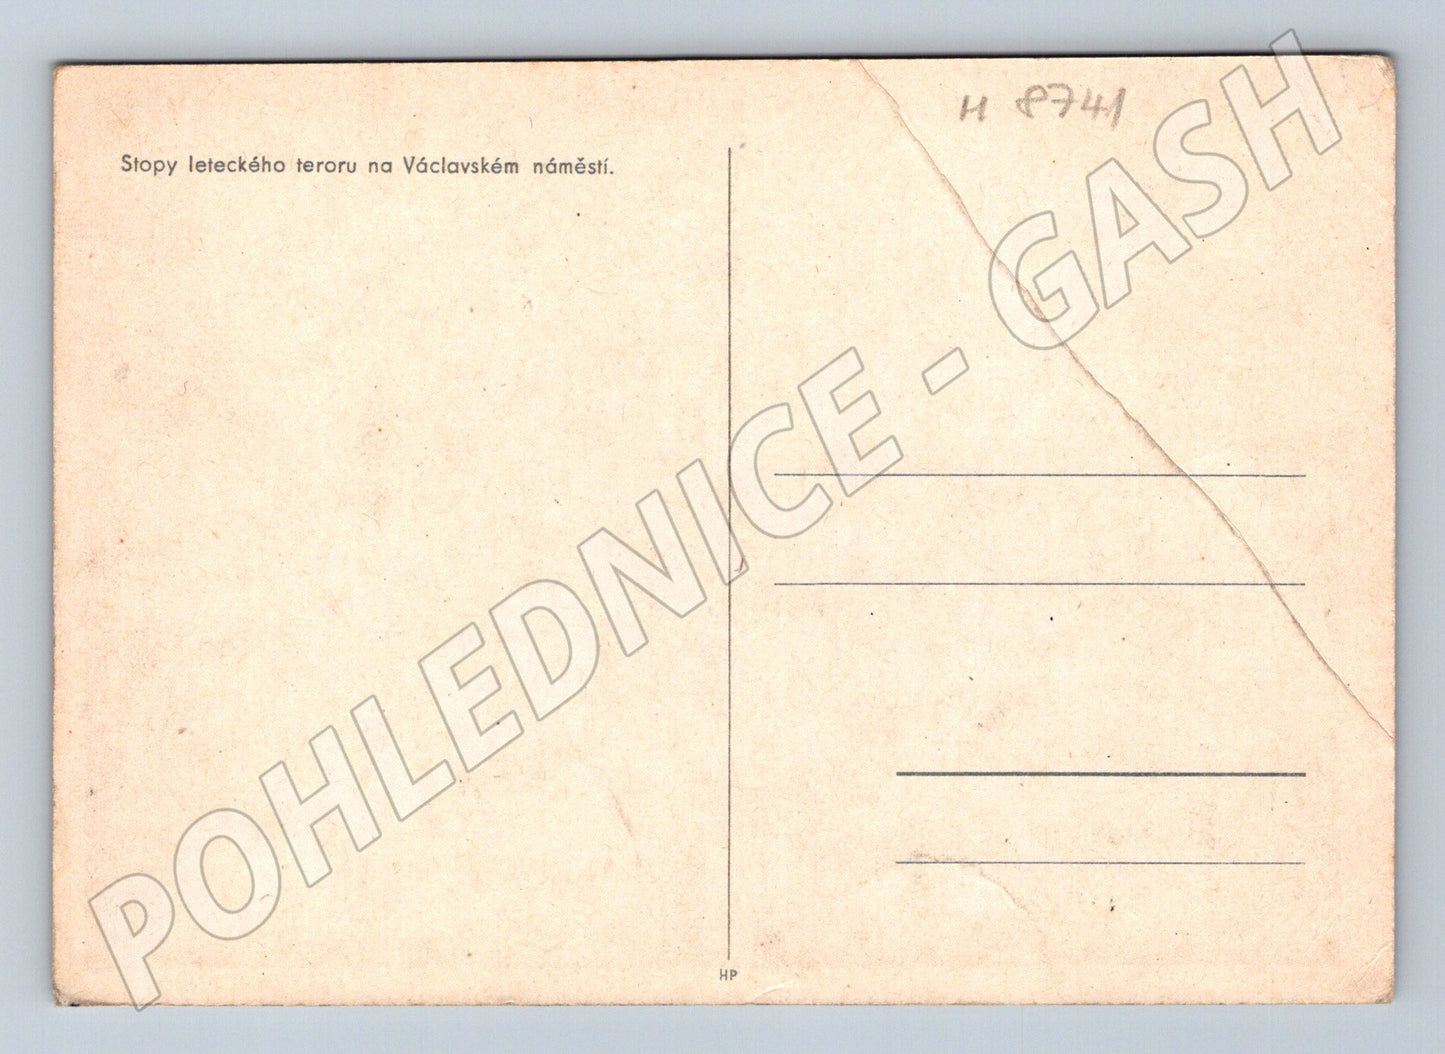 H 8741
Stopy leteckého teroru na Václavském náměstí.
POHLEDNICE - GASH
HP